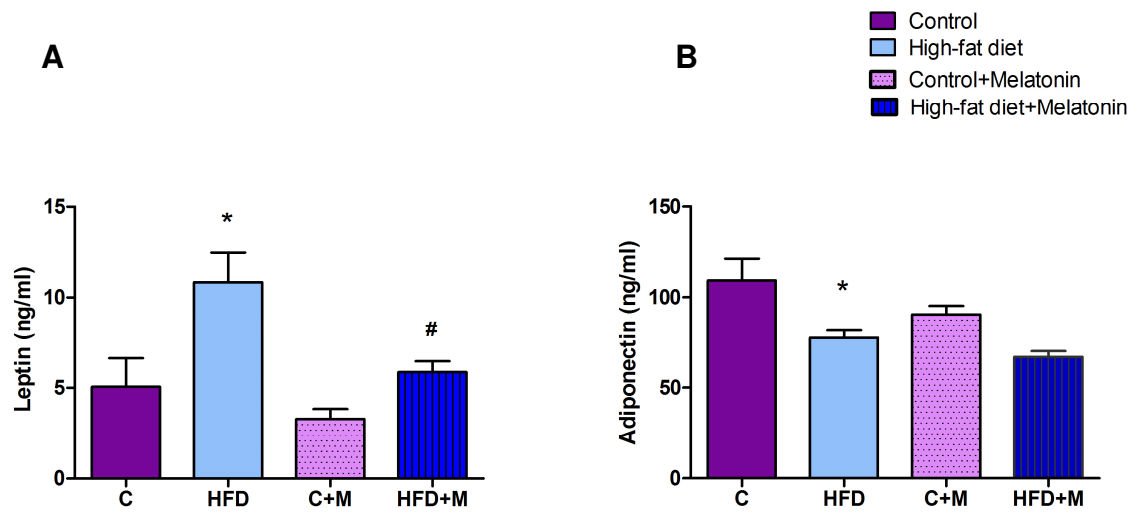 Control
High-fat diet
Control+Melatonin
High-fat diet+Melatonin
A
B
15
10
5
0
Leptin (ng/ml)
*
#
C HFD C+M HFD+M
150
100
50
0
Adiponectin (ng/ml)
*
C HFD C+M HFD+M